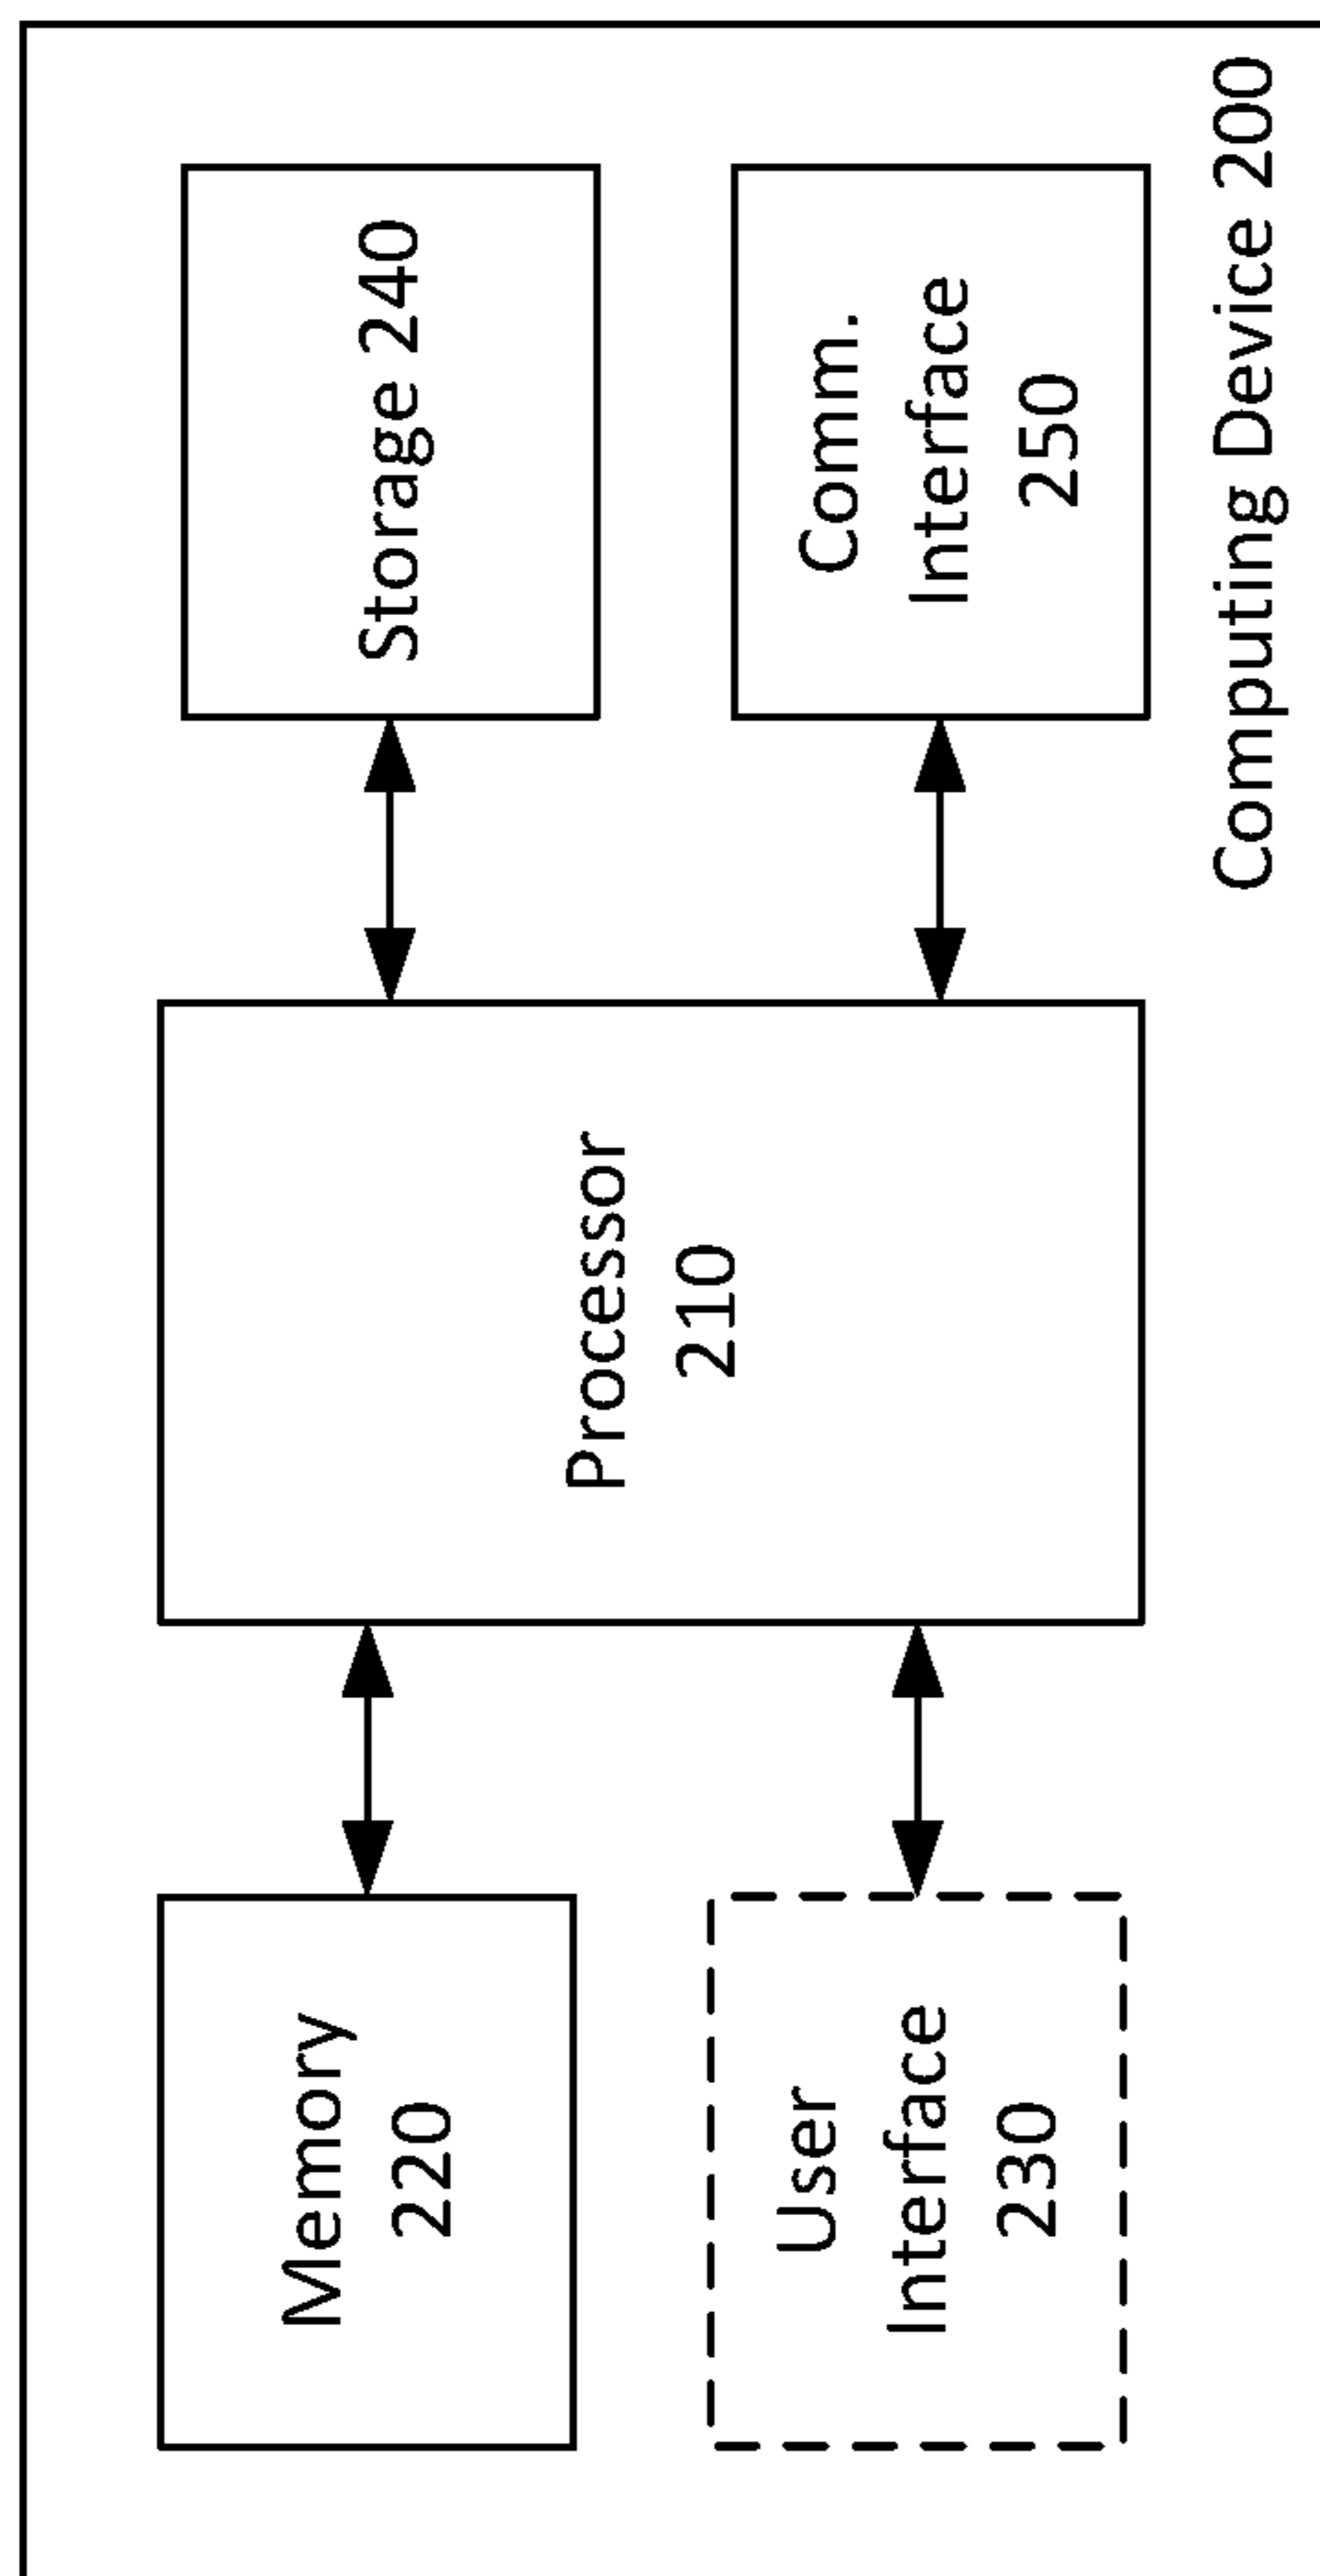 Memory
220
User
Interface
230
Processor
210
Storage 240
Comm.
Interface
250
Computing Device 200